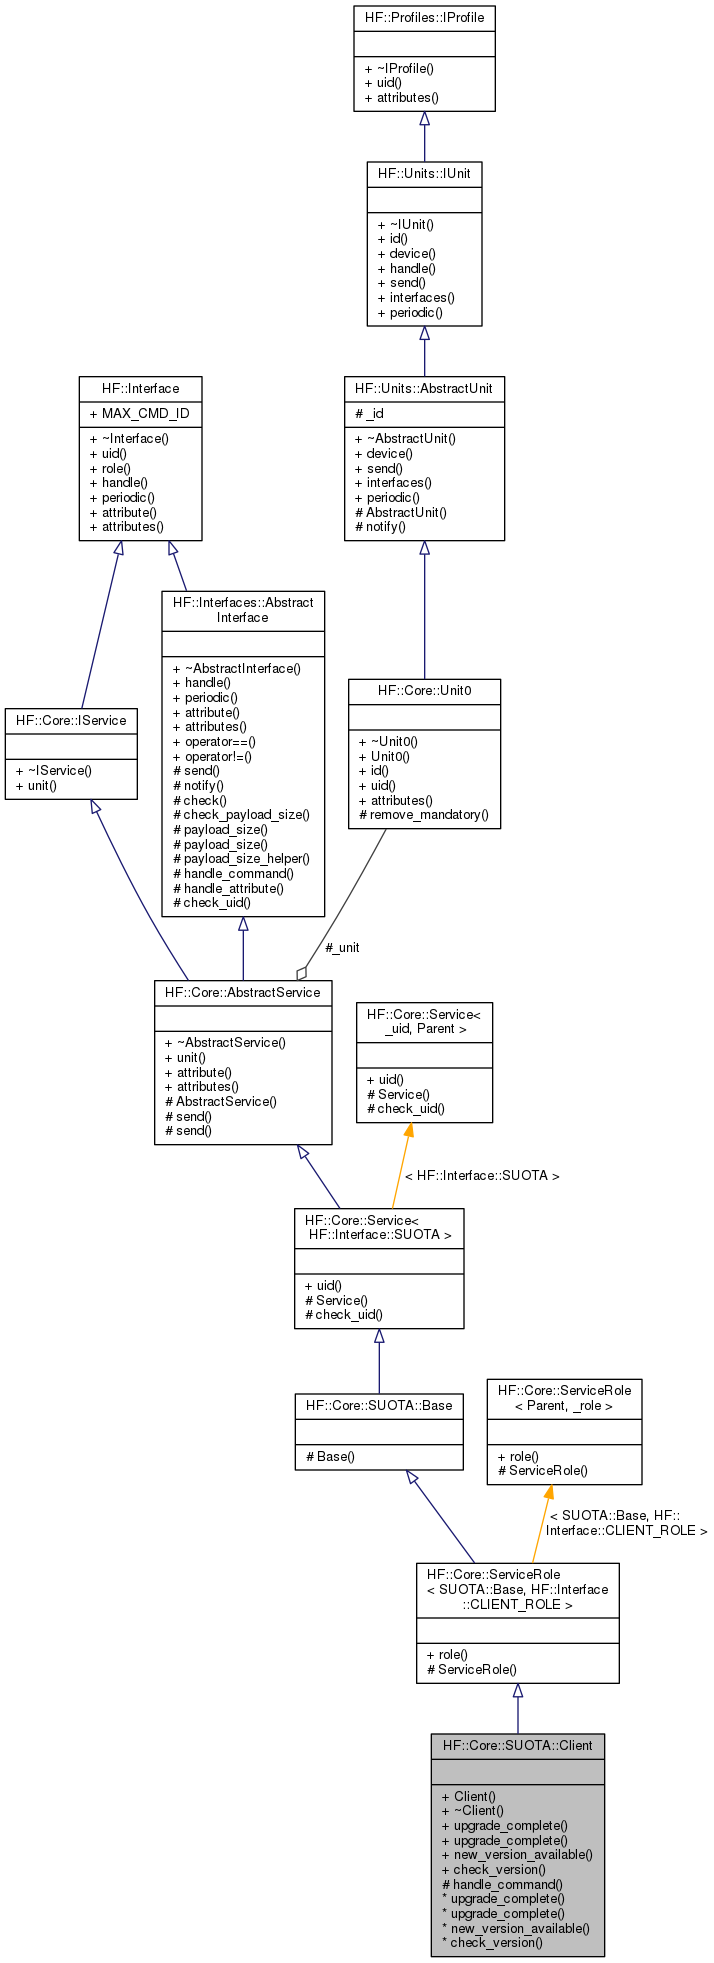 HF::Profiles::IProfile
+ ~IProfile()
+ uid()
+ attributes()
HF::Units::IUnit
+ ~IUnit()
+ id()
+ device()
+ handle()
+ send()
+ interfaces()
+ periodic()
HF::Interface
+ MAX_CMD_ID
+ ~Interface()
+ uid()
+ role()
+ handle()
+ periodic()
+ attribute()
+ attributes()
HF::Units::AbstractUnit
# _id
+ ~AbstractUnit()
+ device()
+ send()
+ interfaces()
+ periodic()
# AbstractUnit()
# notify()
HF::Interfaces::Abstract
Interface
+ ~AbstractInterface()
+ handle()
+ periodic()
+ attribute()
+ attributes()
+ operator==()
+ operator!=()
# send()
# notify()
# check()
# check_payload_size()
# payload_size()
# payload_size()
# payload_size_helper()
# handle_command()
# handle_attribute()
# check_uid()
HF::Core::IService
+ ~IService()
+ unit()
HF::Core::Unit0
+ ~Unit0()
+ Unit0()
+ id()
+ uid()
+ attributes()
# remove_mandatory()
#_unit
HF::Core::AbstractService
+ ~AbstractService()
+ unit()
+ attribute()
+ attributes()
# AbstractService()
# send()
# send()
HF::Core::Service<
_uid, Parent >
+ uid()
# Service()
# check_uid()
< HF::Interface::SUOTA >
HF::Core::Service<
HF::Interface::SUOTA >
+ uid()
# Service()
# check_uid()
HF::Core::SUOTA::Base
# Base()
HF::Core::ServiceRole
< Parent, _role >
+ role()
# ServiceRole()
< SUOTA::Base, HF::
Interface::CLIENT_ROLE >
HF::Core::ServiceRole
< SUOTA::Base, HF::Interface
::CLIENT_ROLE >
+ role()
# ServiceRole()
HF::Core::SUOTA::Client
+ Client()
+ ~Client()
+ upgrade_complete()
+ upgrade_complete()
+ new_version_available()
+ check_version()
# handle_command()
* upgrade_complete()
* upgrade_complete()
* new_version_available()
* check_version()